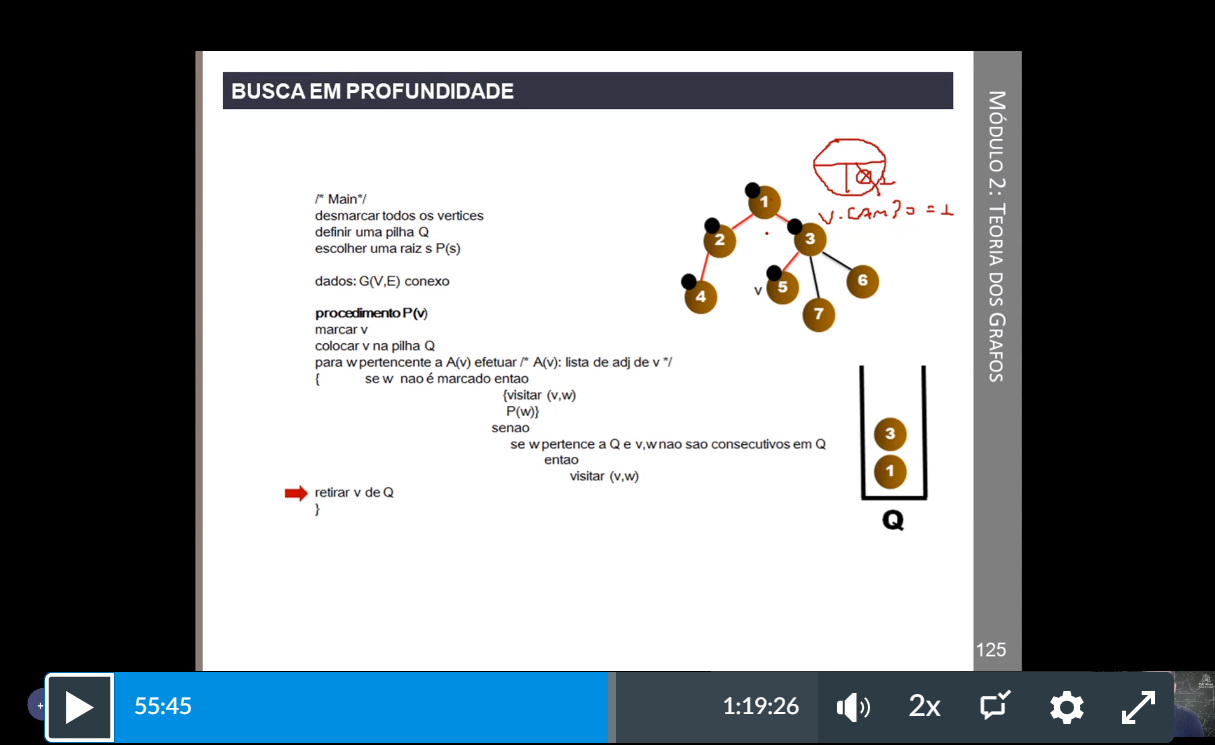 BUSCA EM PROFUNDIDADE
MÓDULO 2: TEORIA DOS GRAFOS
/* Main*/
desmarcar todos os vertices
definir uma pilha Q
escolher uma raiz s P(s)
dados: G(V,E) conexo
procedimento P(v)
marcar v
colocar v na pilha Q
para w pertencente a A(v) efetuar /* A(v): lista de adj de v */
{ se w nao é marcado entao
{visitar (v,w)
P(w)}
senao
se w pertence a Q e v,w nao sao consecutivos em Q
entao
visitar (v,w)
retirar v de Q
}
1
2
3
4
v 5
6
7
3
1
Q
125
55:45
1:19:26
2x